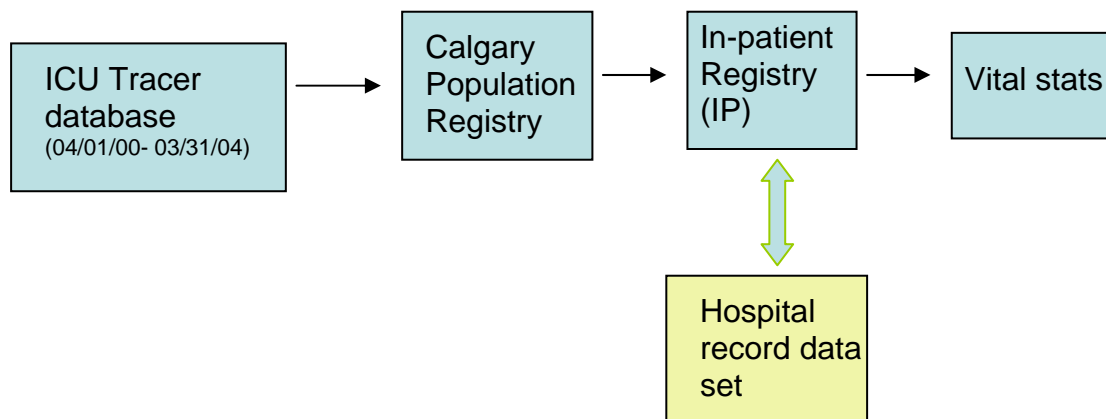 ICU Tracer
database
(04/01/00- 03/31/04)
Calgary
Population
Registry
In-patient
Registry
(IP)
Vital stats
Hospital
record data
set